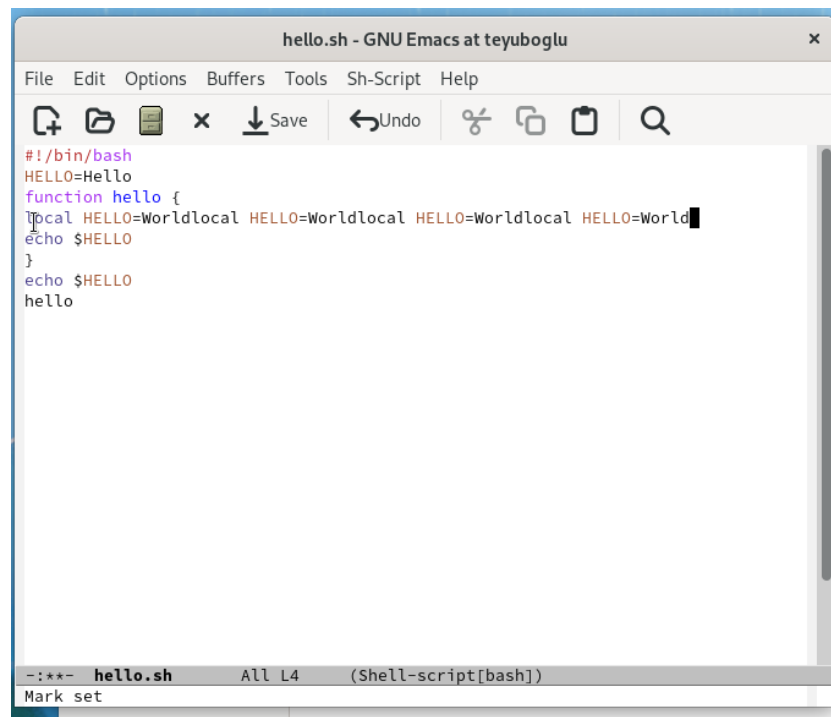 hello.sh - GNU Emacs at teyuboglu
File Edit Options Buffers Tools Sh-Script Help
Save Undo
#!/bin/bash
HELLO=Hello
function hello {
local HELLO=Worldlocal HELLO=Worldlocal HELLO=Worldlocal HELLO=World
echo $HELLO
}
echo $HELLO
hello
-:**- hello.sh All L4 (Shell-script[bash])
Mark set